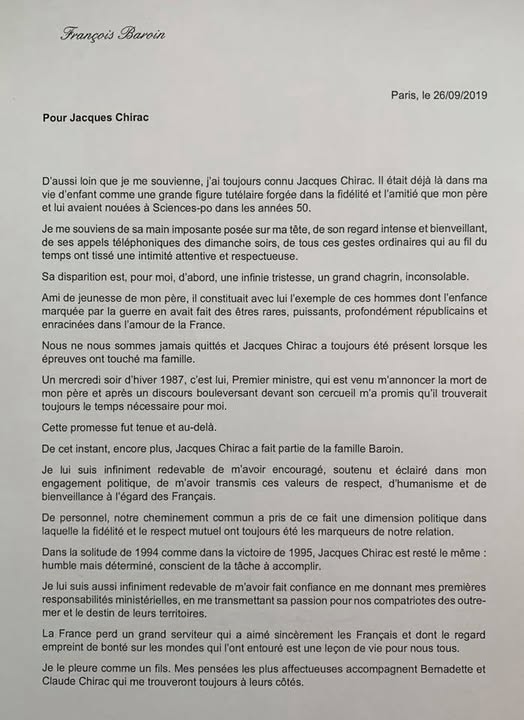 François Baroin
Paris, le 26/09/2019
Pour Jacques Chirac
D'aussi loin que je me souvienne, j'ai toujours connu Jacques Chirac. Il était déjà là dans ma
vie d'enfant comme une grande figure tutélaire forgée dans la fidélité et l'amitié que mon père
et lui avaient nouées à Sciences-po dans les années 50.
Je me souviens de sa main imposante posée sur ma tête, de son regard intense et bienveillant,
de ses appels téléphoniques des dimanche soirs, de tous ces gestes ordinaires qui au fil du
temps ont tissé une intimité attentive et respectueuse.
Sa disparition est, pour moi, d'abord, une infinie tristesse, un grand chagrin, inconsolable.
Ami de jeunesse de mon père, il constituait avec lui l'exemple de ces hommes dont l'enfance
marquée par la guerre en avait fait des êtres rares, puissants, profondément républicains et
enracinées dans l'amour de la France.
Nous ne nous sommes jamais quittés et Jacques Chirac a toujours été présent lorsque les
épreuves ont touché ma famille.
Un mercredi soir d'hiver 1987, c'est lui, Premier ministre, qui est venu m'annoncer la mort de
mon père et après un discours bouleversant devant son cercueil m'a promis qu'il trouverait
toujours le temps nécessaire pour moi.
Cette promesse fut tenue et au-delà.
De cet instant, encore plus, Jacques Chirac a fait partie de la famille Baroin.
Je lui suis infiniment redevable de m'avoir encouragé, soutenu et éclairé dans mon
engagement politique, de m'avoir transmis ces valeurs de respect, d'humanisme et de
bienveillance à l'égard des Français.
De personnel, notre cheminement commun a pris de ce fait une dimension politique dans
laquelle la fidélité et le respect mutuel ont toujours été les marqueurs de notre relation.
Dans la solitude de 1994 comme dans la victoire de 1995, Jacques Chirac est resté le même :
humble mais déterminé, conscient de la tâche à accomplir.
Je lui suis aussi infiniment redevable de m'avoir fait confiance en me donnant mes premières
responsabilités ministérielles, en me transmettant sa passion pour nos compatriotes des outre-
mer et le destin de leurs territoires.
La France perd un grand serviteur qui a aimé sincèrement les Français et dont le regard
empreint de bonté sur les mondes qui l'ont entouré est une leçon de vie pour nous tous.
Je le pleure comme un fils. Mes pensées les plus affectueuses accompagnent Bernadette et
Claude Chirac qui me trouveront toujours à leurs côtés.